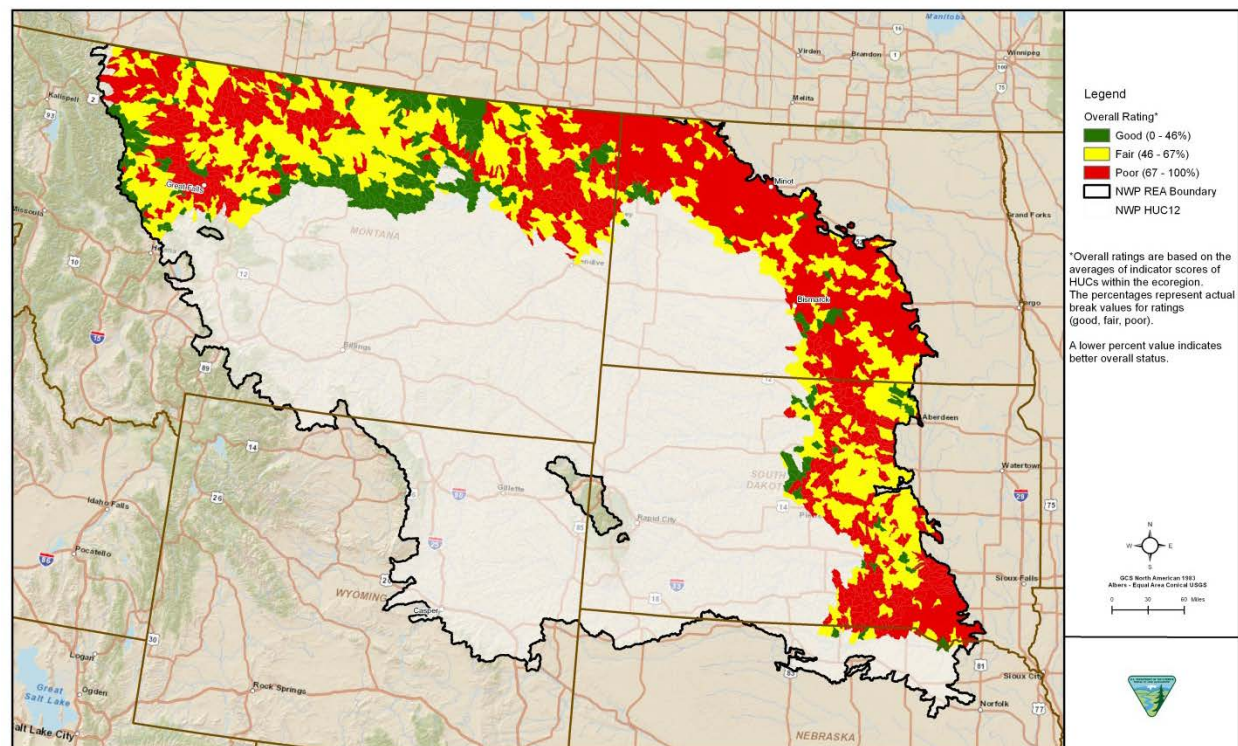 Manitoba
Virden
Brandon
Winnipeg
Melita
Kalispell
Minot
Great Falls
Grand Forks
Missoula
MONTANA
Bismarck
Billings
Aberdeen
Watertown
SOUTH
DAKOTA
Gillette
Rapid City
Idaho Falls
Pocatello
Sioux Falls
WYOMING
Casper
Logan
Great
Salt Lake
Ogden
Rock Springs
Sioux City
Norfolk
NEBRASKA
Legend
Overall Rating*
Good (0 - 46%)
Fair (46 - 67%)
Poor (67 - 100%)
NWP REA Boundary
NWP HUC12
*Overall ratings are based on the
averages of indicator scores of
HUCs within the ecoregion.
The percentages represent actual
break values for ratings
(good, fair, poor).
A lower percent value indicates
better overall status.
N
W
E
S
GCS North American 1983
Albers - Equal Area Conical USGS
0 30 60 Miles